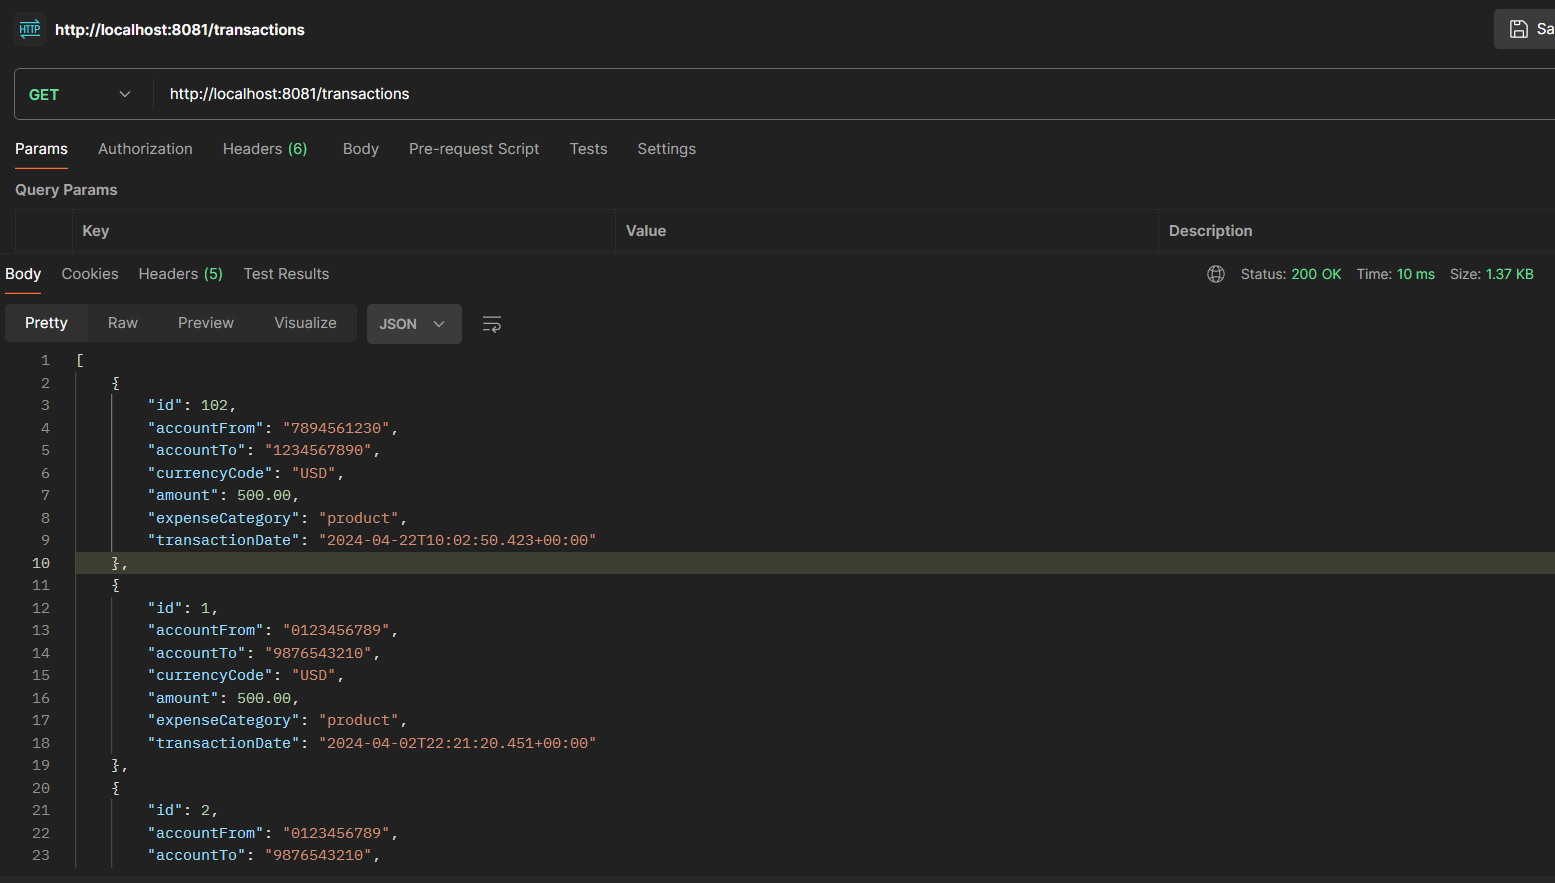 HTTP http://localhost:8081/transactions
GET http://localhost:8081/transactions
Params Authorization Headers (6) Body Pre-request Script Tests Settings
Query Params
Key Value Description
Body Cookies Headers (5) Test Results Status: 200 OK Time: 10 ms Size: 1.37 KB
Pretty Raw Preview Visualize JSON
1 [
2 {
3 "id": 102,
4 "accountFrom": "7894561230",
5 "accountTo": "1234567890",
6 "currencyCode": "USD",
7 "amount": 500.00,
8 "expenseCategory": "product",
9 "transactionDate": "2024-04-22T10:02:50.423+00:00"
10 },
11 {
12 "id": 1,
13 "accountFrom": "0123456789",
14 "accountTo": "9876543210",
15 "currencyCode": "USD",
16 "amount": 500.00,
17 "expenseCategory": "product",
18 "transactionDate": "2024-04-02T22:21:20.451+00:00"
19 },
20 {
21 "id": 2,
22 "accountFrom": "0123456789",
23 "accountTo": "9876543210",